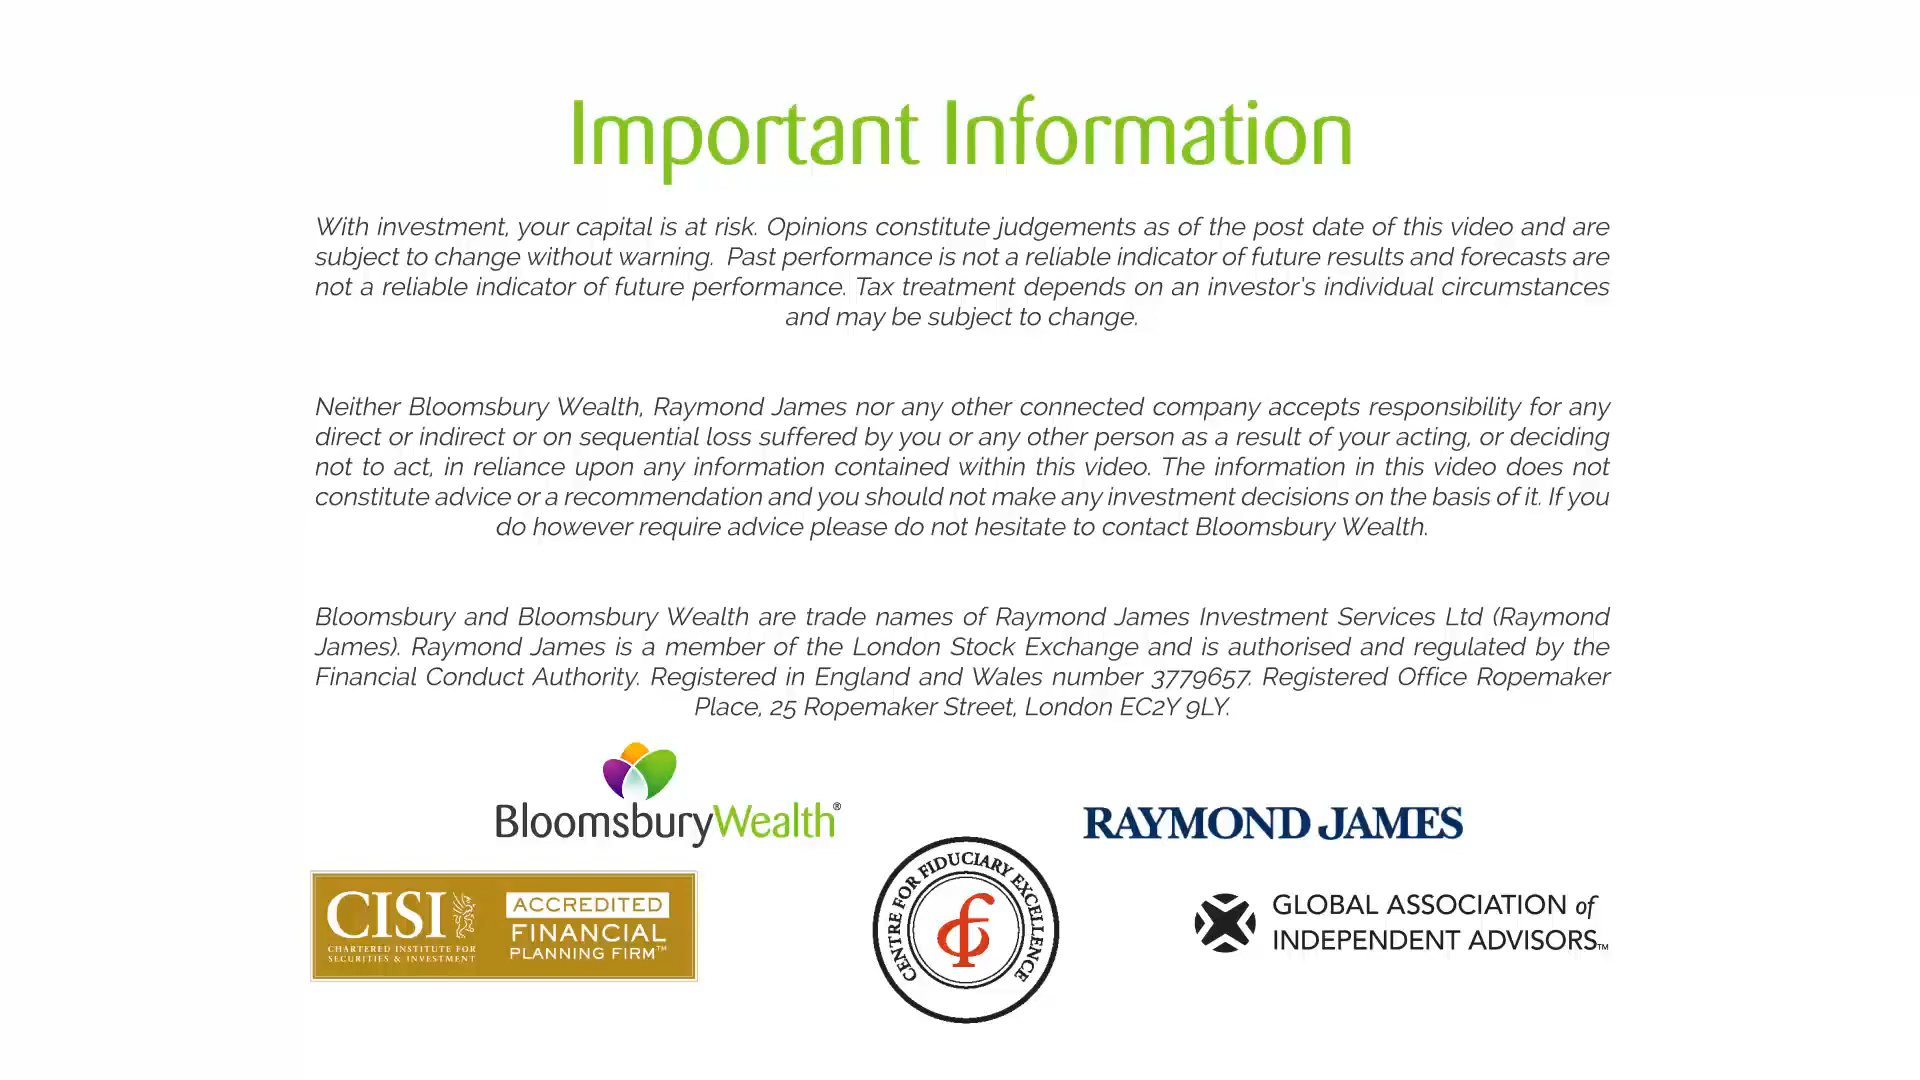 Important Information
With investment, your capital is at risk. Opinions constitute judgements as of the post date of this video and are
subject to change without warning.  Past performance is not a reliable indicator of future results and forecasts are
not a reliable indicator of future performance. Tax treatment depends on an investor's individual circumstances
and may be subject to change.
Neither Bloomsbury Wealth, Raymond James nor any other connected company accepts responsibility for any
direct or indirect or on sequential loss suffered by you or any other person as a result of your acting, or deciding
not to act, in reliance upon any information contained within this video. The information in this video does not
constitute advice or a recommendation and you should not make any investment decisions on the basis of it. If you
do however require advice please do not hesitate to contact Bloomsbury Wealth.
Bloomsbury and Bloomsbury Wealth are trade names of Raymond James Investment Services Ltd (Raymond
James). Raymond James is a member of the London Stock Exchange and is authorised and regulated by the
Financial Conduct Authority. Registered in England and Wales number 3779657. Registered Office Ropemaker
Place, 25 Ropemaker Street, London EC2Y 9LY.
BloomsburyWealth®
RAYMOND JAMES
CISI
CHARTERED INSTITUTE FOR
SECURITIES & INVESTMENT
ACCREDITED
FINANCIAL
PLANNING FIRM™
CENTRE FOR FIDUCIARY EXCELLENCE
GLOBAL ASSOCIATION of
INDEPENDENT ADVISORS™